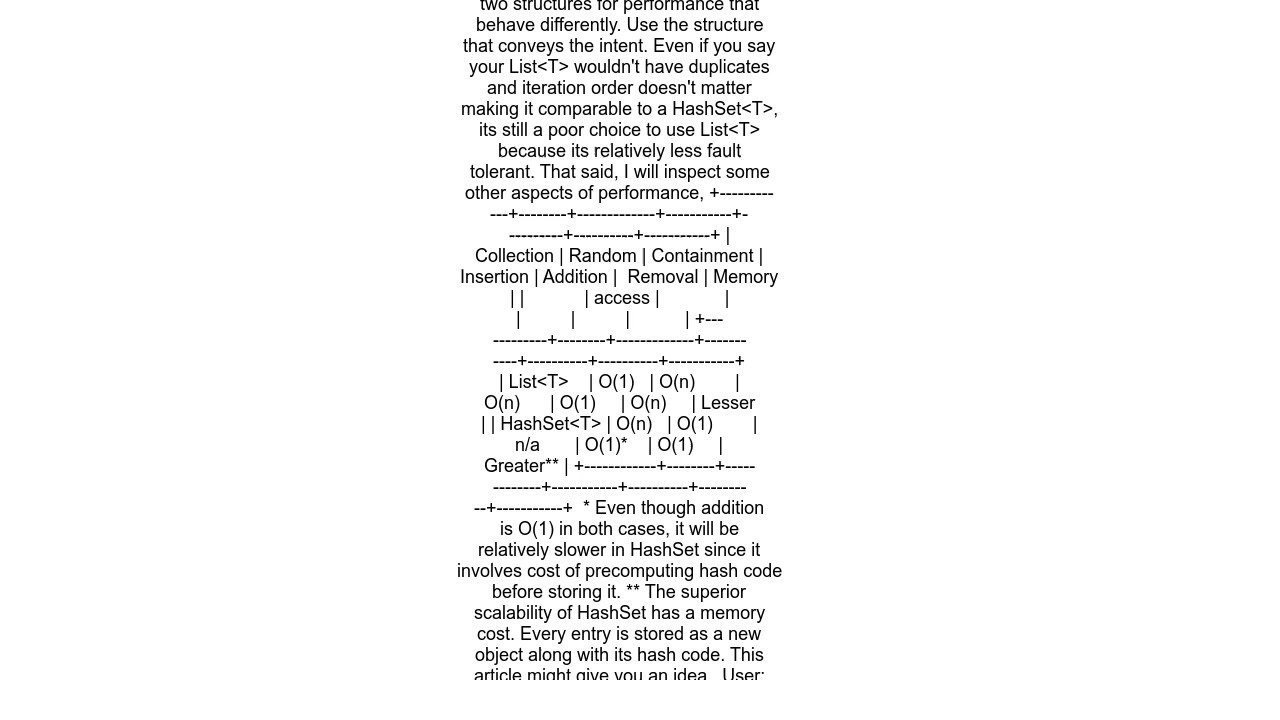 two structures for performance that
behave differently. Use the structure
that conveys the intent. Even if you say
your List<T> wouldn't have duplicates
and iteration order doesn't matter
making it comparable to a HashSet<T>,
its still a poor choice to use List<T>
because its relatively less fault
tolerant. That said, I will inspect some
other aspects of performance, +---------
---+--------+-------------+-----------+-
---------+----------+-----------+ |
Collection | Random | Containment |
Insertion | Addition |  Removal | Memory
| |            | access |             |
|          |          |           | +---
---------+--------+-------------+-------
----+----------+----------+-----------+
| List<T>    | O(1)   | O(n)        |
O(n)      | O(1)     | O(n)     | Lesser
| | HashSet<T> | O(n)   | O(1)        |
n/a       | O(1)*    | O(1)     |
Greater** | +------------+--------+-----
--------+-----------+----------+--------
--+-----------+  * Even though addition
is O(1) in both cases, it will be
relatively slower in HashSet since it
involves cost of precomputing hash code
before storing it. ** The superior
scalability of HashSet has a memory
cost. Every entry is stored as a new
object along with its hash code. This
article might give you an idea.  User: